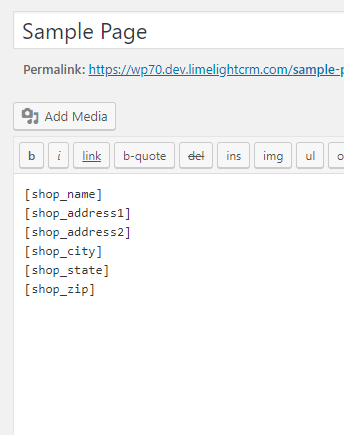 Sample Page
Permalink: https://wp70.dev.limelightcrm.com/sample-p
Add Media
b i link b-quote del ins img ul o
[shop_name]
[shop_address1]
[shop_address2]
[shop_city]
[shop_state]
[shop_zip]